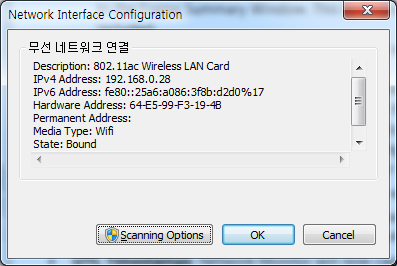 Network Interface Configuration
무선 네트워크 연결
Description: 802.11ac Wireless LAN Card
IPv4 Address: 192.168.0.28
IPv6 Address: fe80::25a6:a086:3f8b:d2d0%17
Hardware Address: 64-E5-99-F3-19-4B
Permanent Address:
Media Type: Wifi
State: Bound
Scanning Options
OK
Cancel